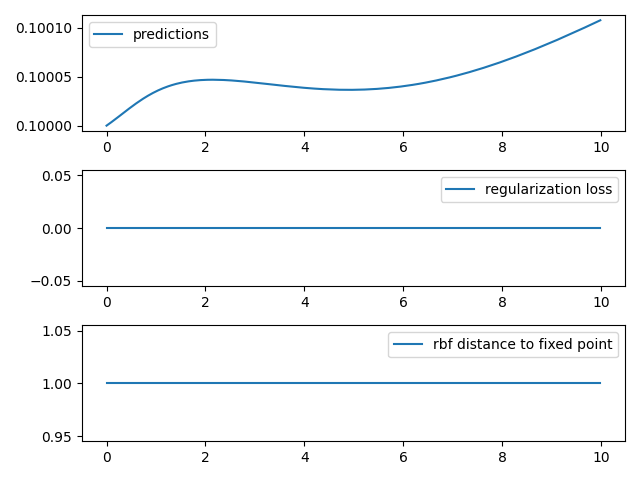 predictions
0.10010
0.10005
0.10000
0 2 4 6 8 10
regularization loss
0.05
0.00
−0.05
0 2 4 6 8 10
rbf distance to fixed point
1.05
1.00
0.95
0 2 4 6 8 10